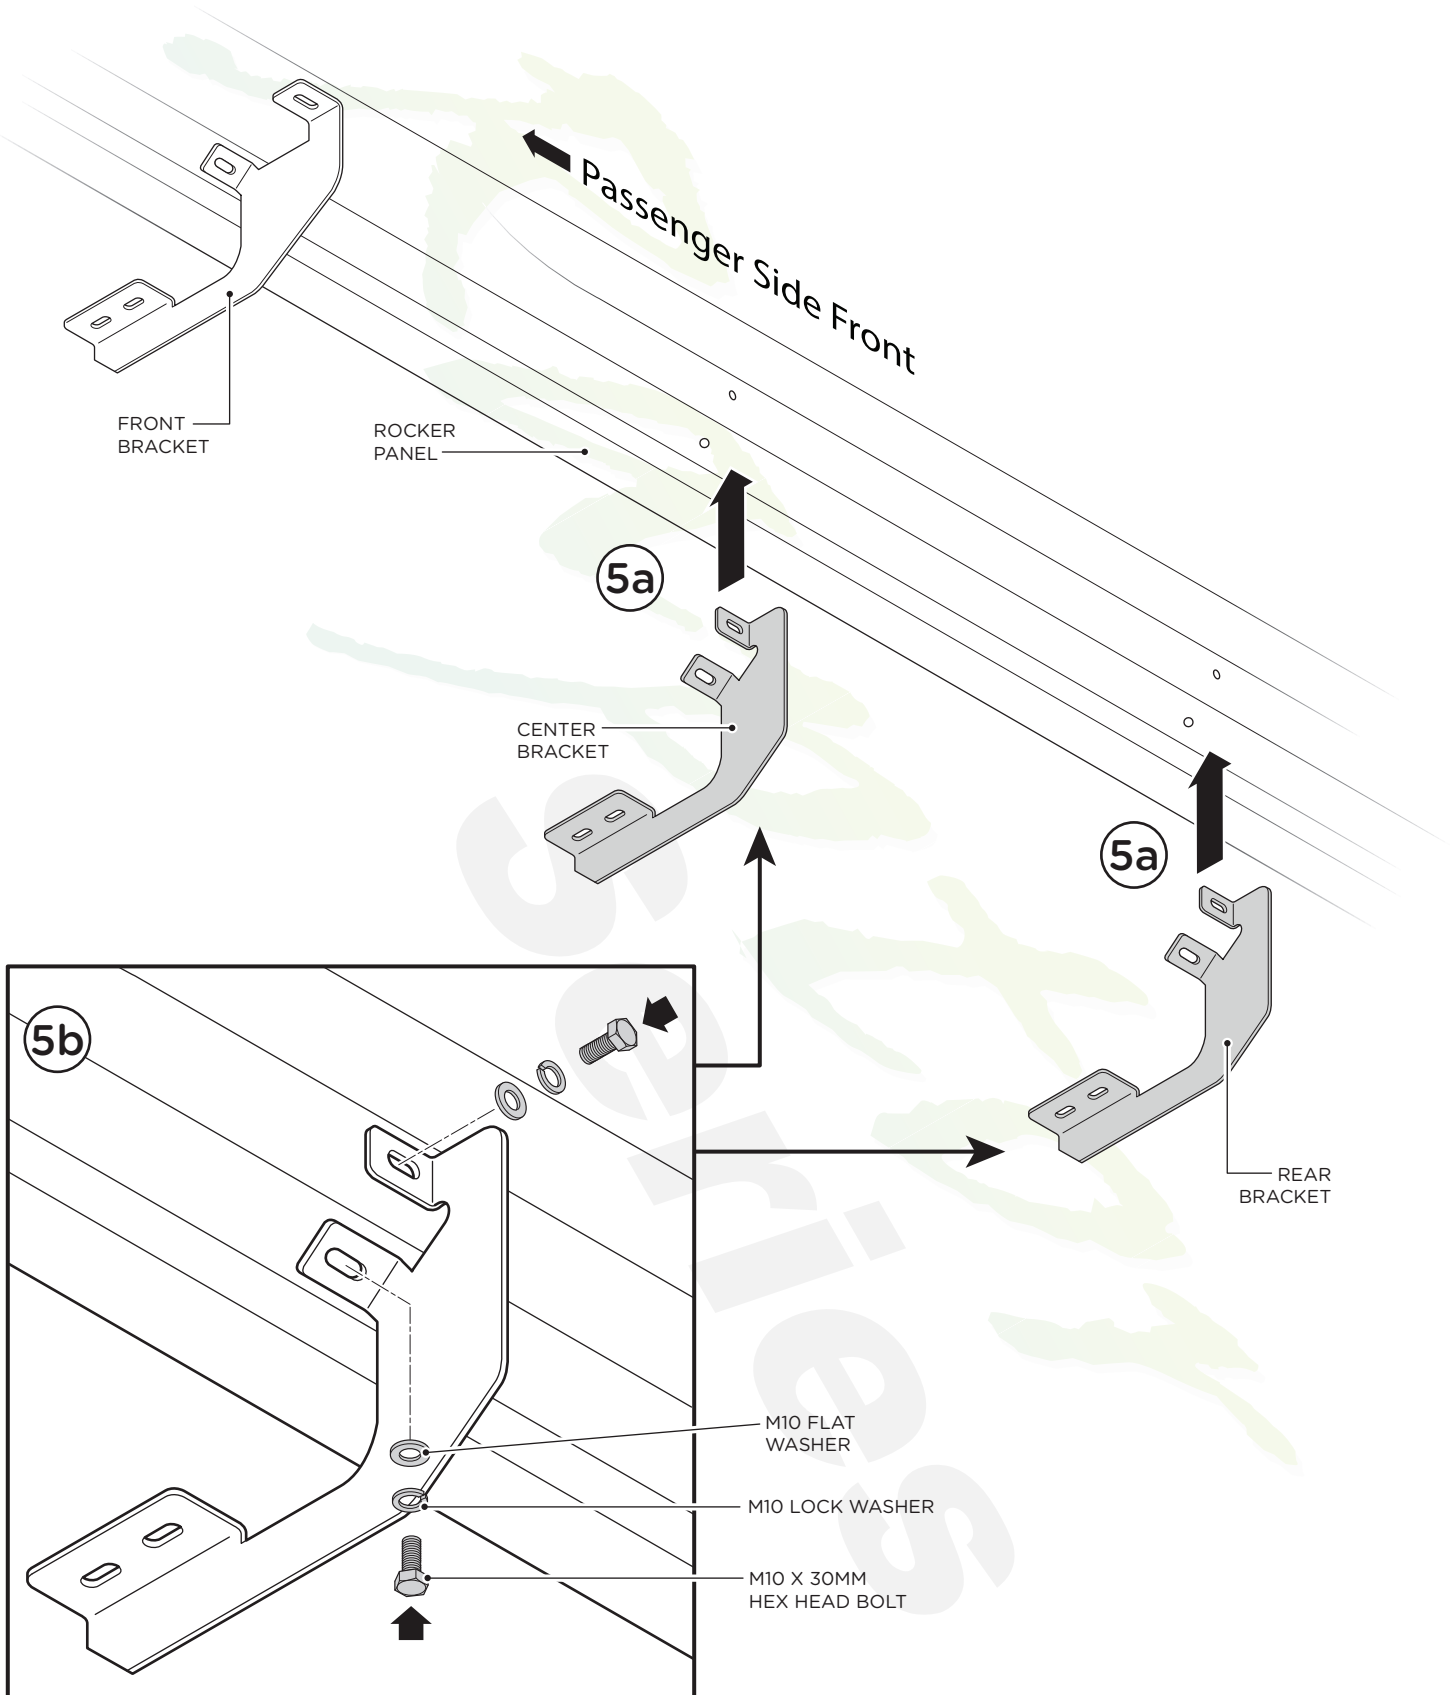 Passenger Side Front
FRONT
BRACKET
ROCKER
PANEL
5a
CENTER
BRACKET
5a
REAR
BRACKET
5b
M10 FLAT
WASHER
M10 LOCK WASHER
M10 X 30MM
HEX HEAD BOLT
series